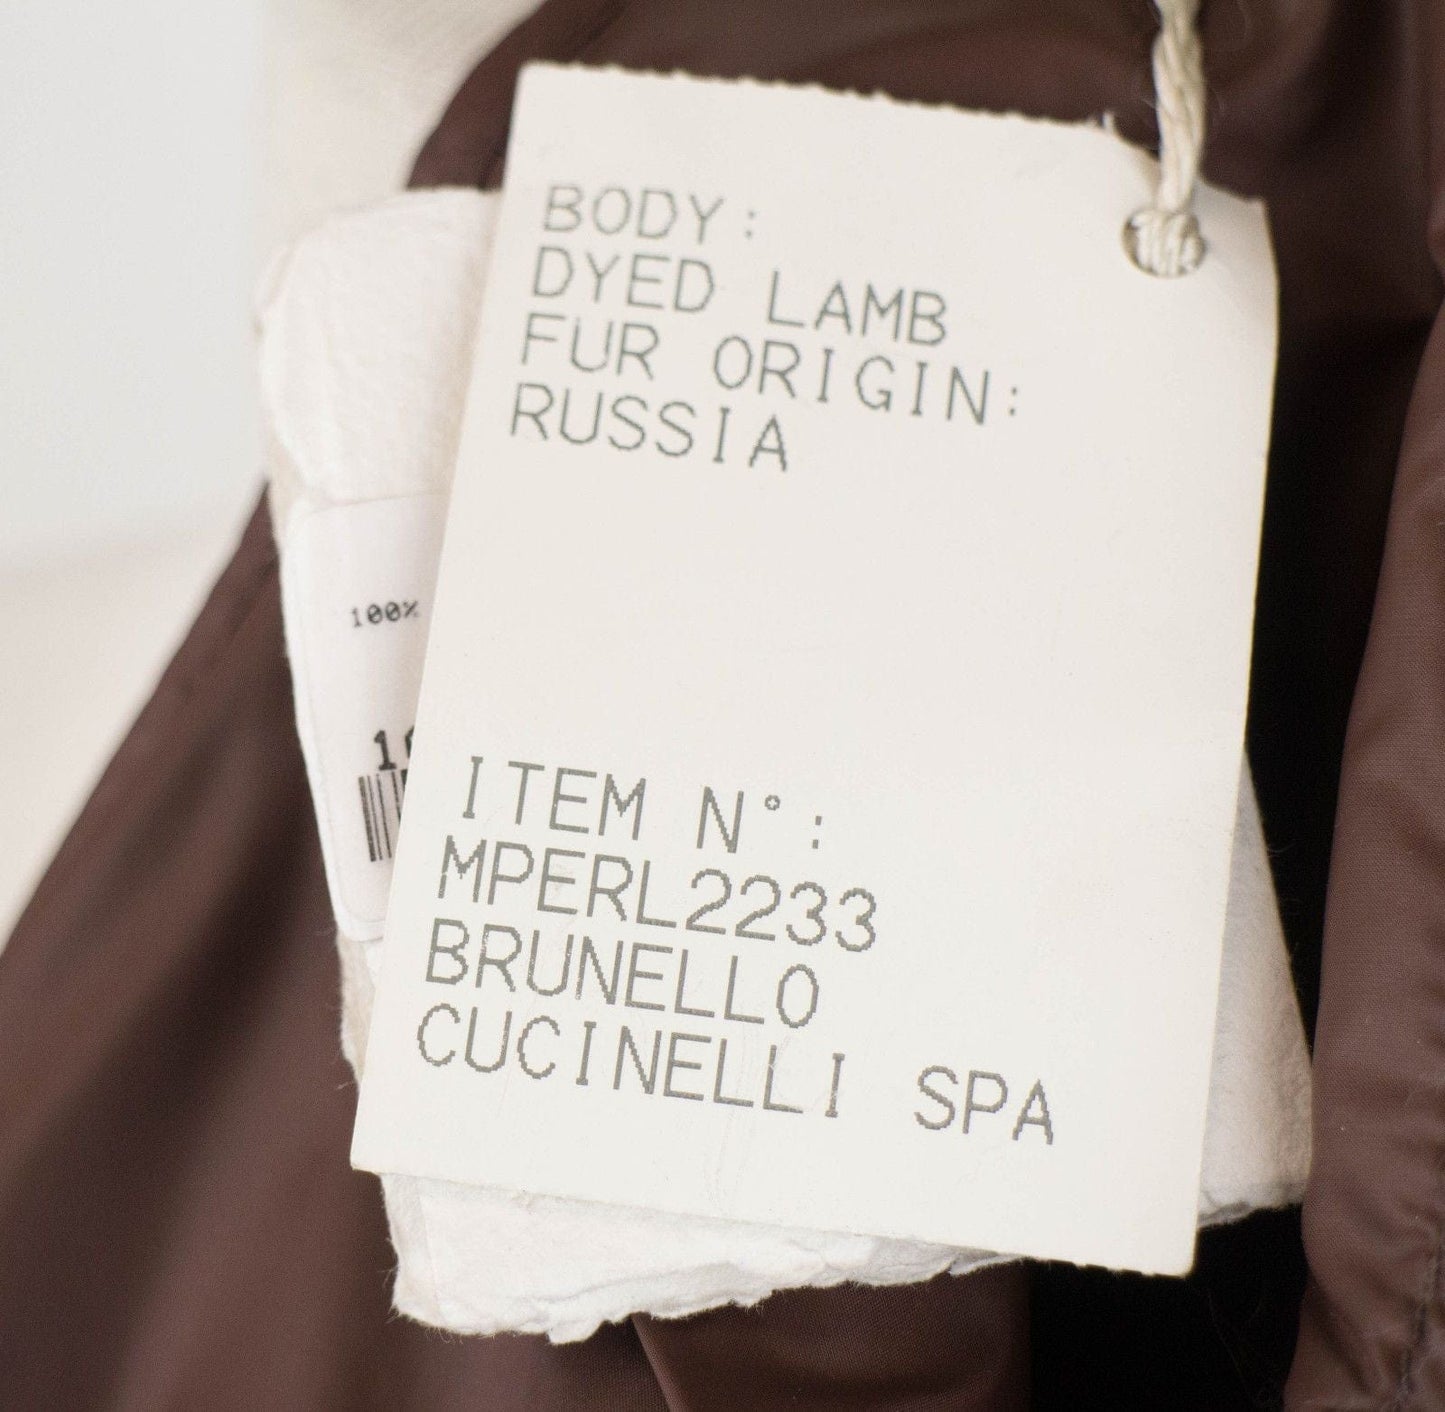 BODY:
DYED LAMB
FUR ORIGIN:
RUSSIA
100%
ITEM N°:
MPERL2233
BRUNELLO
CUCINELLI SPA